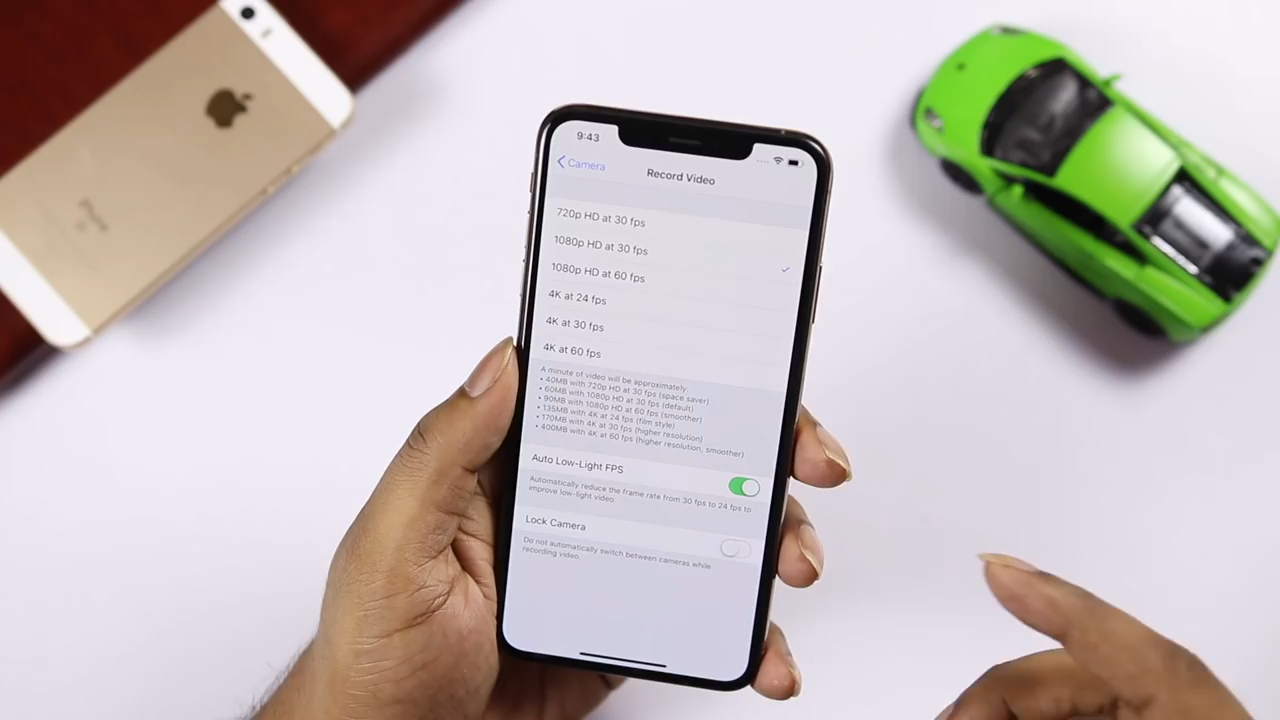 iPhone
9:43
Camera
Record Video
720p HD at 30 fps
1080p HD at 30 fps
1080p HD at 60 fps
4K at 24 fps
4K at 30 fps
4K at 60 fps
A minute of video will be approximately:
• 40MB with 720p HD at 30 fps (space saver)
• 60MB with 1080p HD at 30 fps (default)
• 90MB with 1080p HD at 60 fps (smoother)
• 135MB with 4K at 24 fps (film style)
• 170MB with 4K at 30 fps (higher resolution)
• 400MB with 4K at 60 fps (higher resolution, smoother)
Auto Low-Light FPS
Automatically reduce the frame rate from 30 fps to 24 fps to
improve low-light video.
Lock Camera
Do not automatically switch between cameras while
recording video.